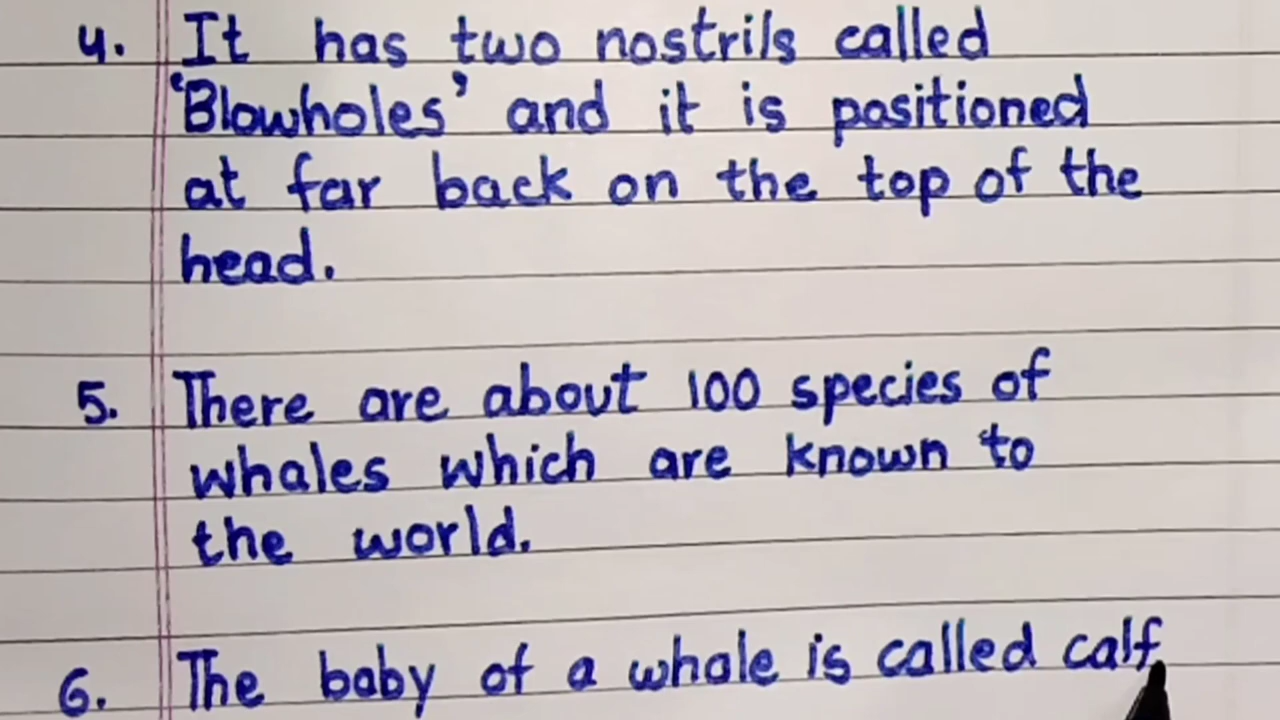 4. It has two nostrils called
'Blowholes' and it is positioned
at far back on the top of the
head.
5. There are about 100 species of
whales which are known to
the world.
6. The baby of a whale is called calf